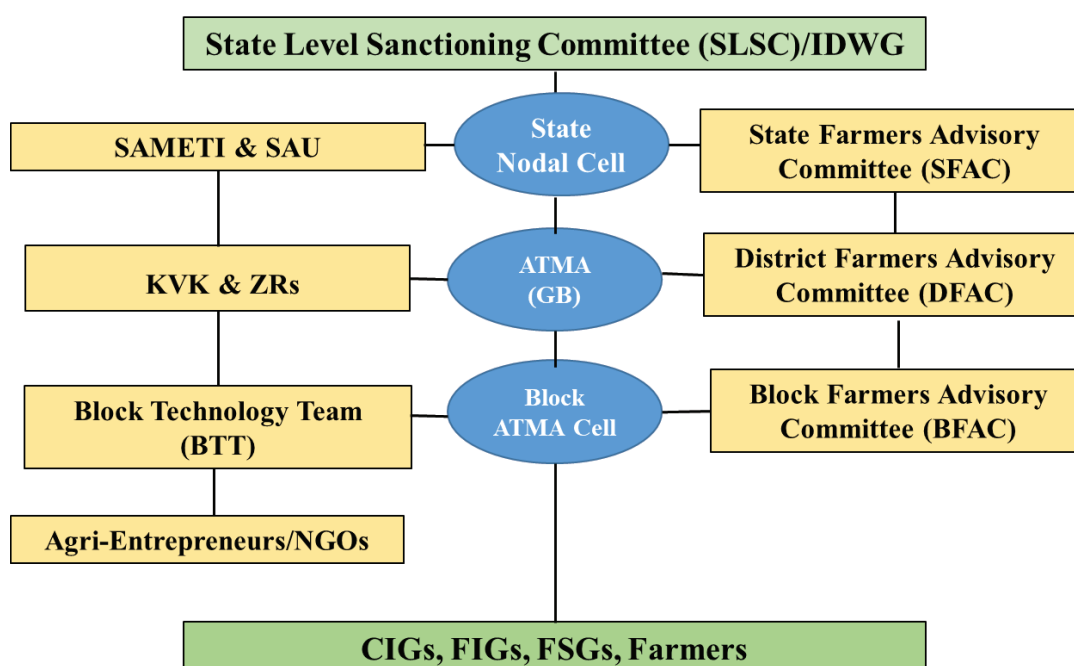 State Level Sanctioning Committee (SLSC)/IDWG
SAMETI & SAU
State
Nodal Cell
State Farmers Advisory
Committee (SFAC)
KVK & ZRs
ATMA
(GB)
District Farmers Advisory
Committee (DFAC)
Block Technology Team
(BTT)
Block
ATMA Cell
Block Farmers Advisory
Committee (BFAC)
Agri-Entrepreneurs/NGOs
CIGs, FIGs, FSGs, Farmers